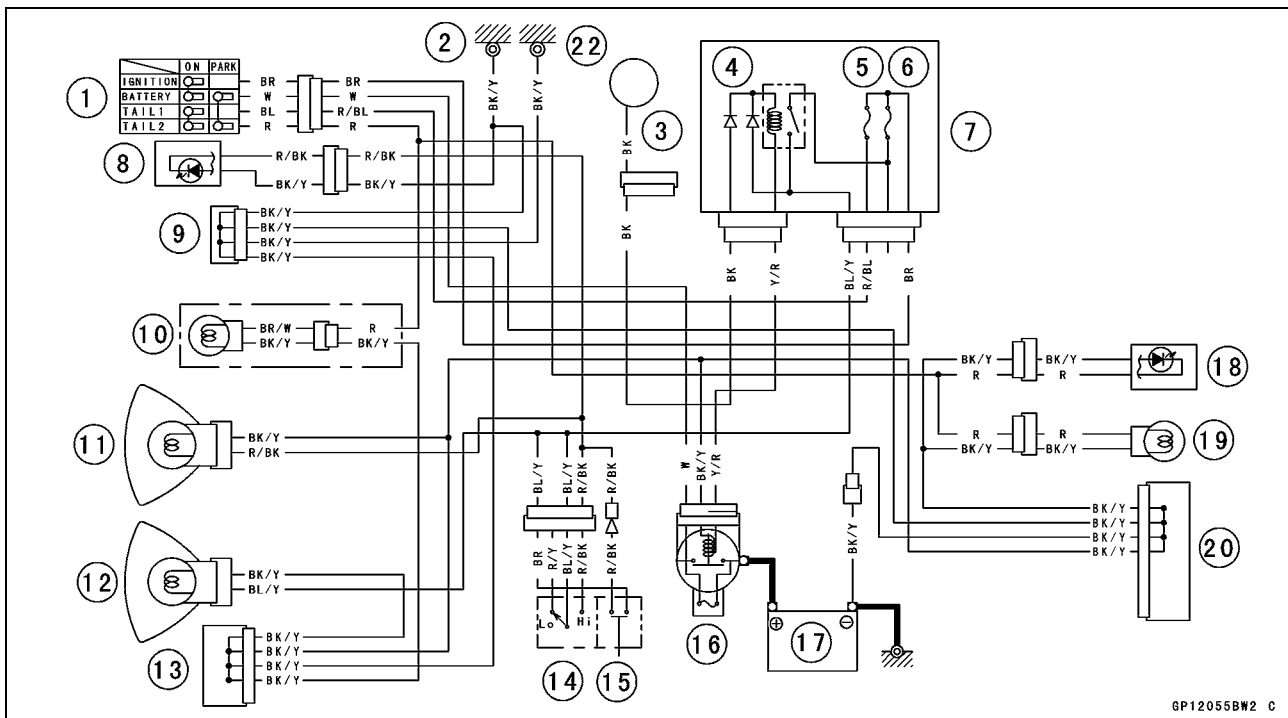 ON PARK
IGNITION
BATTERY
TAIL1
TAIL2
1
BR BR
W W
BL R/BL
R R
2
22
BK/Y
BK/Y
3
BK
BK
4
5
6
7
BK
Y/R
BL/Y
R/BL
BR
8
R/BK R/BK
BK/Y BK/Y
9
BK/Y
BK/Y
BK/Y
BK/Y
10
BR/W R
BK/Y BK/Y
11
BK/Y
R/BK
12
BK/Y
BL/Y
13
BK/Y
BK/Y
BK/Y
BK/Y
BL/Y
BL/Y
R/BK
R/BK
BR
R/Y
BL/Y
R/BK
R/BK
Lo
Hi
14
15
W
BK/Y
Y/R
16
BK/Y
17
+
-
BK/Y BK/Y
R R
18
R R
BK/Y BK/Y
19
BK/Y
BK/Y
BK/Y
BK/Y
20
GP12055BW2 C